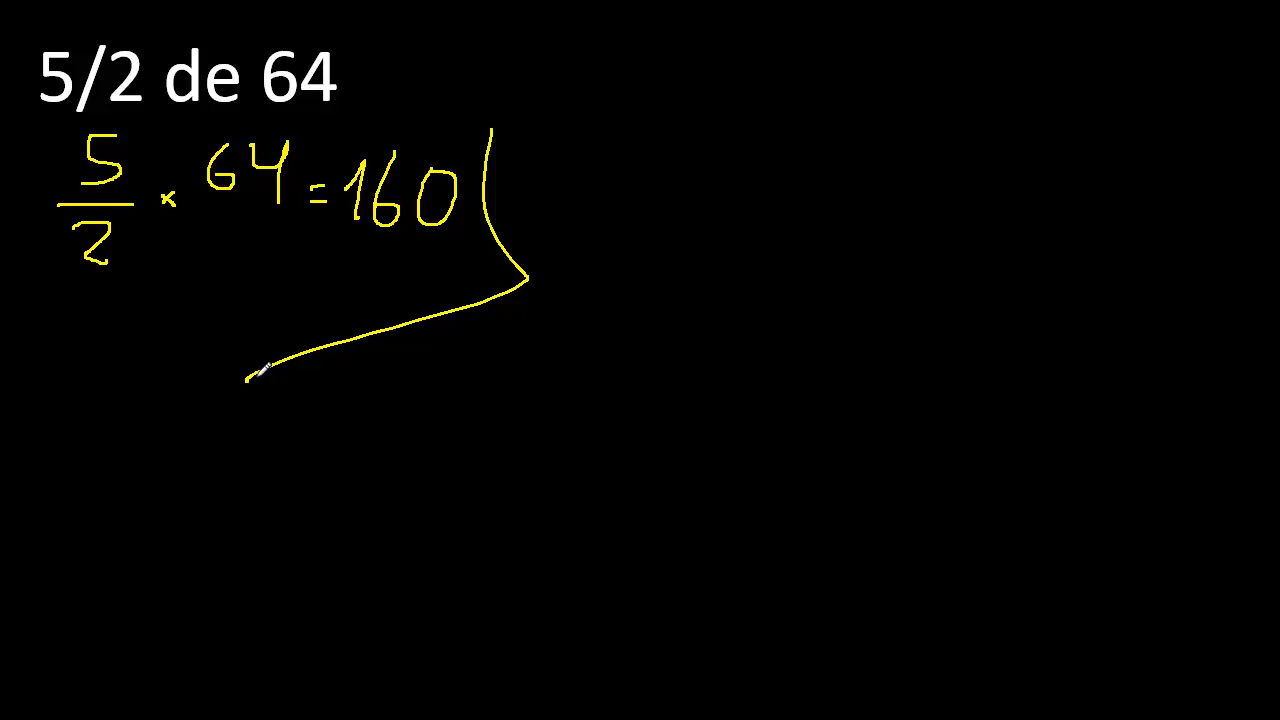 5/2 de 64
5/2 × 64 = 160